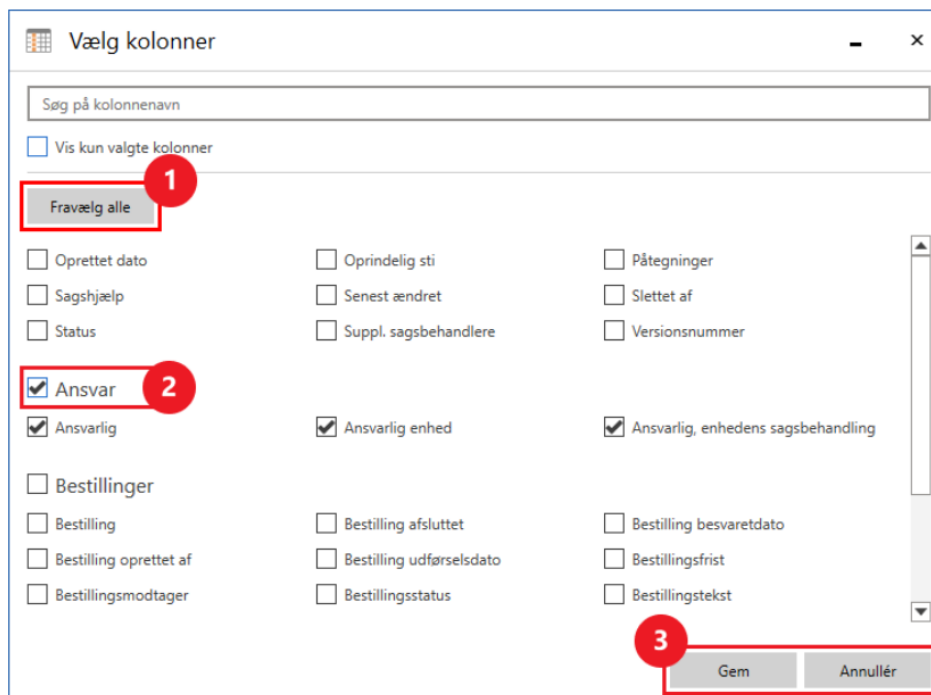 Vælg kolonner
Søg på kolonnenavn
Vis kun valgte kolonner
1
Fravælg alle
Oprettet dato Oprindelig sti Påtegninger
Sagshjælp Senest ændret Slettet af
Status Suppl. sagsbehandlere Versionsnummer
Ansvar 2
Ansvarlig Ansvarlig enhed Ansvarlig, enhedens sagsbehandling
Bestillinger
Bestilling Bestilling afsluttet Bestilling besvaretdato
Bestilling oprettet af Bestilling udførselsdato Bestillingsfrist
Bestillingsmodtager Bestillingsstatus Bestillingstekst
3
Gem Annullér